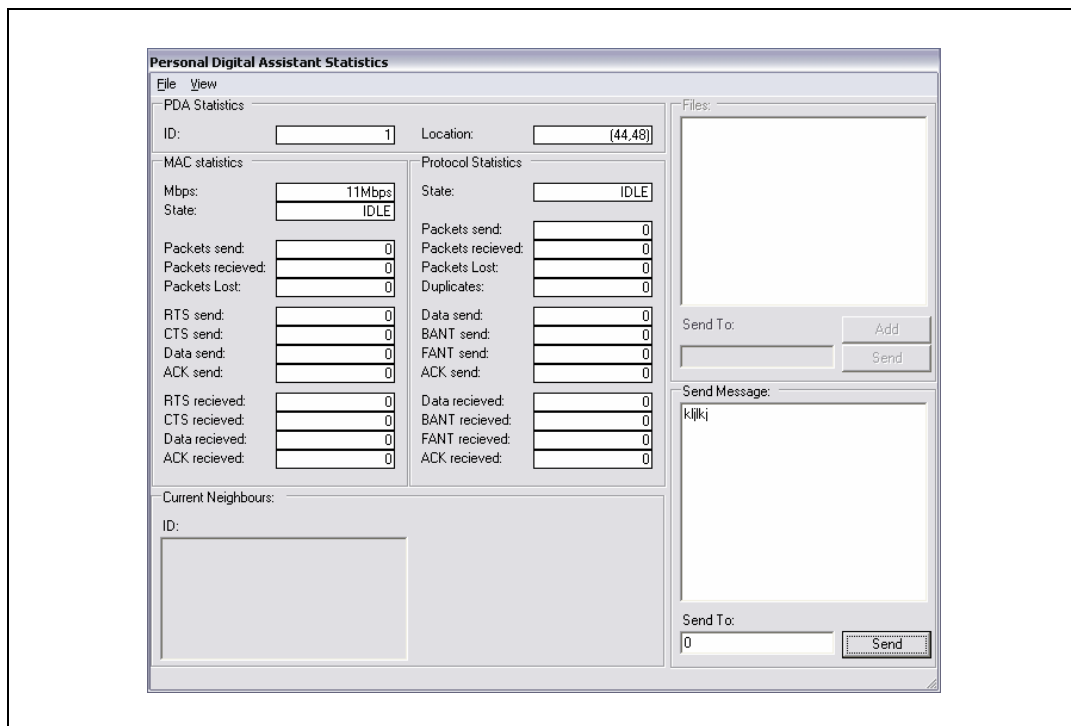 Personal Digital Assistant Statistics
File View
PDA Statistics
ID: 1 Location: (44,48)
MAC statistics
Mbps: 11Mbps
State: IDLE
Packets send: 0
Packets recieved: 0
Packets Lost: 0
RTS send: 0
CTS send: 0
Data send: 0
ACK send: 0
RTS recieved: 0
CTS recieved: 0
Data recieved: 0
ACK recieved: 0
Protocol Statistics
State: IDLE
Packets send: 0
Packets recieved: 0
Packets Lost: 0
Duplicates: 0
Data send: 0
BANT send: 0
FANT send: 0
ACK send: 0
Data recieved: 0
BANT recieved: 0
FANT recieved: 0
ACK recieved: 0
Current Neighbours:
ID:
Files:
Send To:
Add
Send
Send Message:
kljlkj
Send To:
0 Send